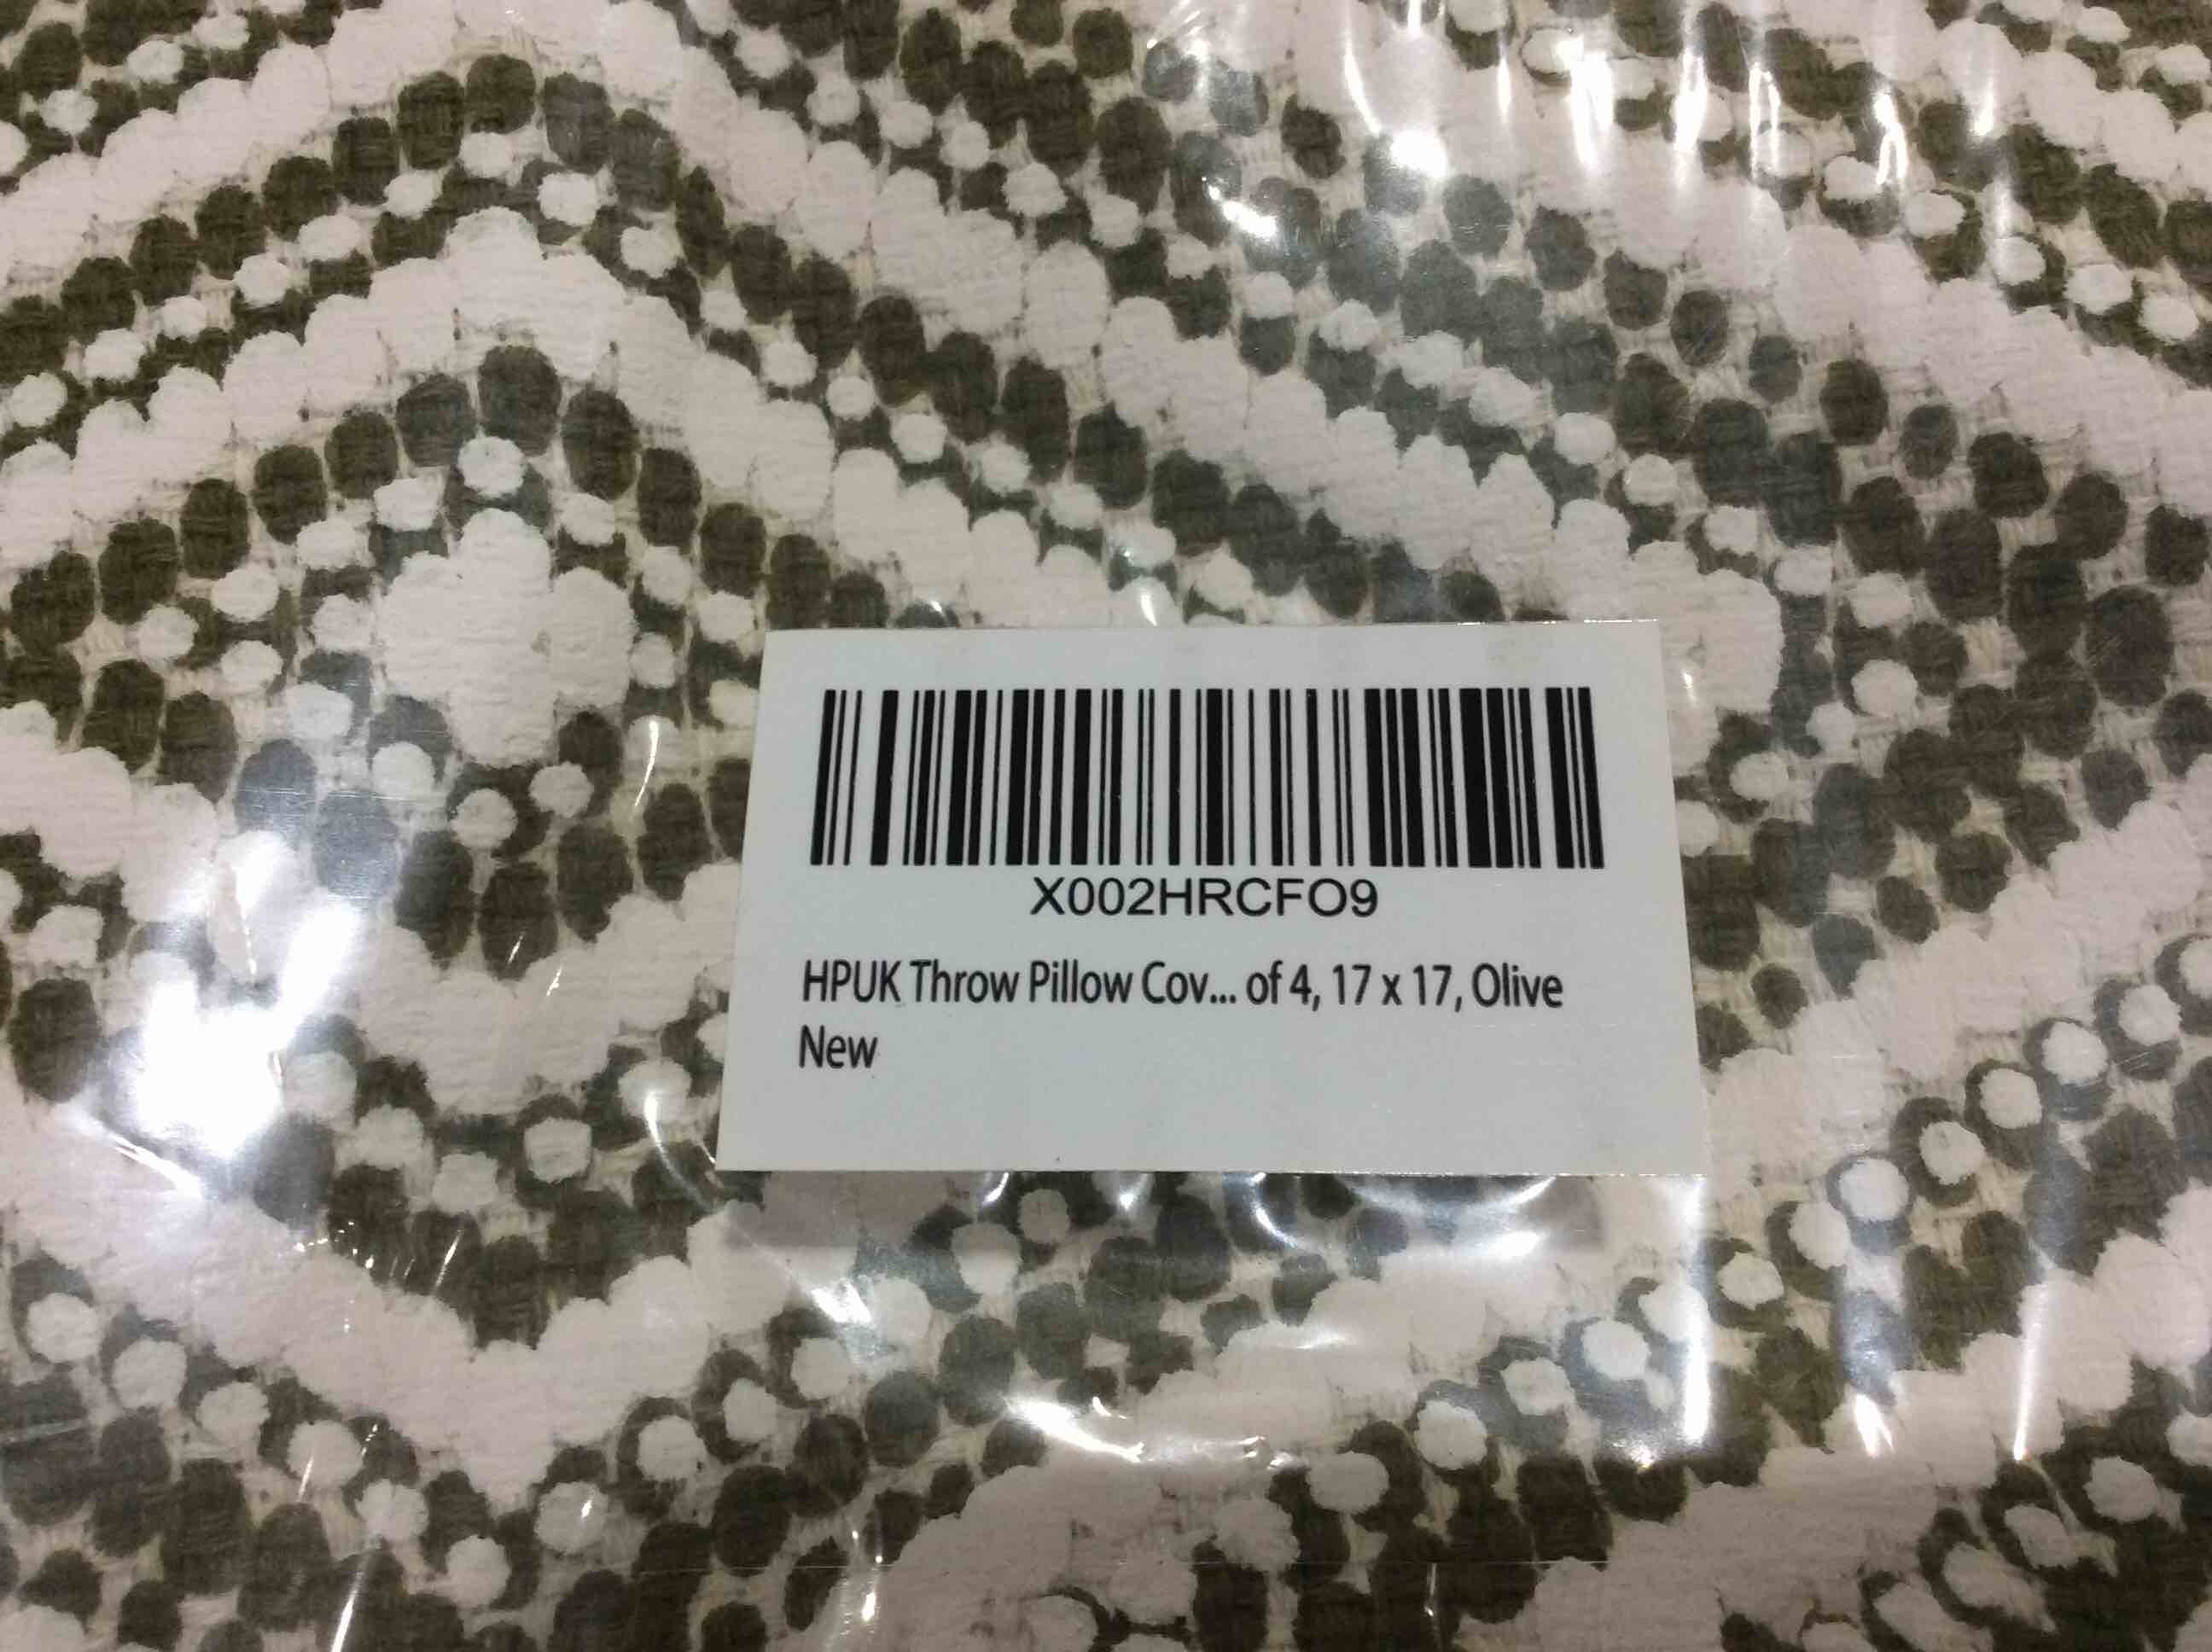 X002HRCFO9
HPUK Throw Pillow Cov... of 4, 17 x 17, Olive
New